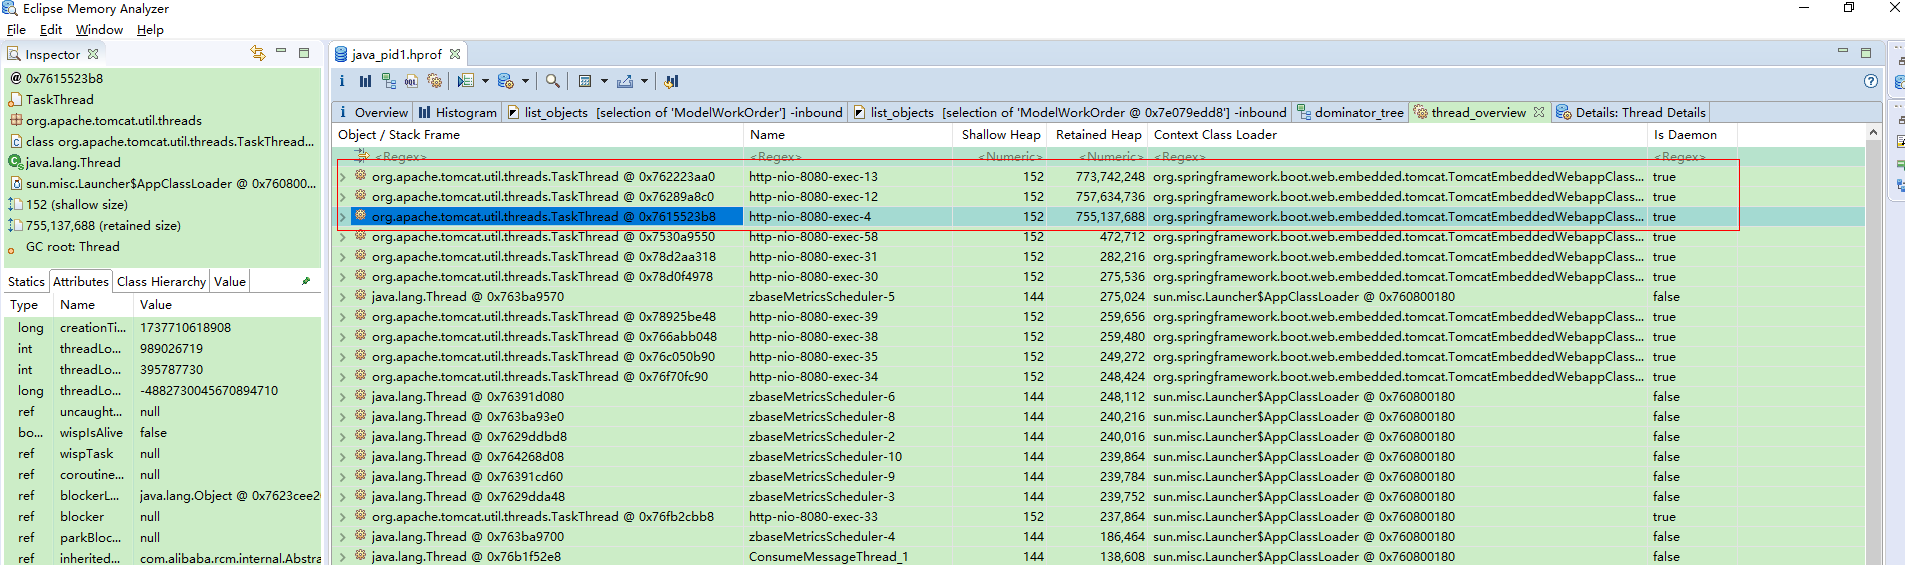 Eclipse Memory Analyzer
File Edit Window Help
Inspector
@ 0x7615523b8
TaskThread
org.apache.tomcat.util.threads
class org.apache.tomcat.util.threads.TaskThread...
java.lang.Thread
sun.misc.Launcher$AppClassLoader @ 0x760800...
152 (shallow size)
755,137,688 (retained size)
GC root: Thread
Statics Attributes Class Hierarchy Value
Type Name Value
long creationTi... 1737710618908
int threadLo... 989026719
int threadLo... 395787730
long threadLo... -4882730045670894710
ref uncaught... null
bo... wispIsAlive false
ref wispTask null
ref coroutine... null
ref blockerL... java.lang.Object @ 0x7623cee2
ref blocker null
ref parkBloc... null
ref inherited... com.alibaba.rcm.internal.Abstra
java_pid1.hprof
i Overview Histogram list_objects [selection of 'ModelWorkOrder'] -inbound list_objects [selection of 'ModelWorkOrder @ 0x7e079edd8'] -inbound dominator_tree thread_overview Details: Thread Details
Object / Stack Frame Name Shallow Heap Retained Heap Context Class Loader Is Daemon
<Regex> <Regex> <Numeric> <Numeric> <Regex> <Regex>
org.apache.tomcat.util.threads.TaskThread @ 0x762223aa0 http-nio-8080-exec-13 152 773,742,248 org.springframework.boot.web.embedded.tomcat.TomcatEmbeddedWebappClass... true
org.apache.tomcat.util.threads.TaskThread @ 0x76289a8c0 http-nio-8080-exec-12 152 757,634,736 org.springframework.boot.web.embedded.tomcat.TomcatEmbeddedWebappClass... true
org.apache.tomcat.util.threads.TaskThread @ 0x7615523b8 http-nio-8080-exec-4 152 755,137,688 org.springframework.boot.web.embedded.tomcat.TomcatEmbeddedWebappClass... true
org.apache.tomcat.util.threads.TaskThread @ 0x7530a9550 http-nio-8080-exec-58 152 472,712 org.springframework.boot.web.embedded.tomcat.TomcatEmbeddedWebappClass... true
org.apache.tomcat.util.threads.TaskThread @ 0x78d2aa318 http-nio-8080-exec-31 152 282,216 org.springframework.boot.web.embedded.tomcat.TomcatEmbeddedWebappClass... true
org.apache.tomcat.util.threads.TaskThread @ 0x78d0f4978 http-nio-8080-exec-30 152 275,536 org.springframework.boot.web.embedded.tomcat.TomcatEmbeddedWebappClass... true
java.lang.Thread @ 0x763ba9570 zbaseMetricsScheduler-5 144 275,024 sun.misc.Launcher$AppClassLoader @ 0x760800180 false
org.apache.tomcat.util.threads.TaskThread @ 0x78925be48 http-nio-8080-exec-39 152 259,656 org.springframework.boot.web.embedded.tomcat.TomcatEmbeddedWebappClass... true
org.apache.tomcat.util.threads.TaskThread @ 0x766abb048 http-nio-8080-exec-38 152 259,480 org.springframework.boot.web.embedded.tomcat.TomcatEmbeddedWebappClass... true
org.apache.tomcat.util.threads.TaskThread @ 0x76c050b90 http-nio-8080-exec-35 152 249,272 org.springframework.boot.web.embedded.tomcat.TomcatEmbeddedWebappClass... true
org.apache.tomcat.util.threads.TaskThread @ 0x76f70fc90 http-nio-8080-exec-34 152 248,424 org.springframework.boot.web.embedded.tomcat.TomcatEmbeddedWebappClass... true
java.lang.Thread @ 0x76391d080 zbaseMetricsScheduler-6 144 248,112 sun.misc.Launcher$AppClassLoader @ 0x760800180 false
java.lang.Thread @ 0x763ba93e0 zbaseMetricsScheduler-8 144 240,216 sun.misc.Launcher$AppClassLoader @ 0x760800180 false
java.lang.Thread @ 0x7629ddbd8 zbaseMetricsScheduler-2 144 240,016 sun.misc.Launcher$AppClassLoader @ 0x760800180 false
java.lang.Thread @ 0x764268d08 zbaseMetricsScheduler-10 144 239,864 sun.misc.Launcher$AppClassLoader @ 0x760800180 false
java.lang.Thread @ 0x76391cd60 zbaseMetricsScheduler-9 144 239,784 sun.misc.Launcher$AppClassLoader @ 0x760800180 false
java.lang.Thread @ 0x7629dda48 zbaseMetricsScheduler-3 144 239,752 sun.misc.Launcher$AppClassLoader @ 0x760800180 false
org.apache.tomcat.util.threads.TaskThread @ 0x76fb2cbb8 http-nio-8080-exec-33 152 237,864 sun.misc.Launcher$AppClassLoader @ 0x760800180 true
java.lang.Thread @ 0x763ba9700 zbaseMetricsScheduler-4 144 186,464 sun.misc.Launcher$AppClassLoader @ 0x760800180 false
java.lang.Thread @ 0x76b1f52e8 ConsumeMessageThread_1 144 138,608 sun.misc.Launcher$AppClassLoader @ 0x760800180 false